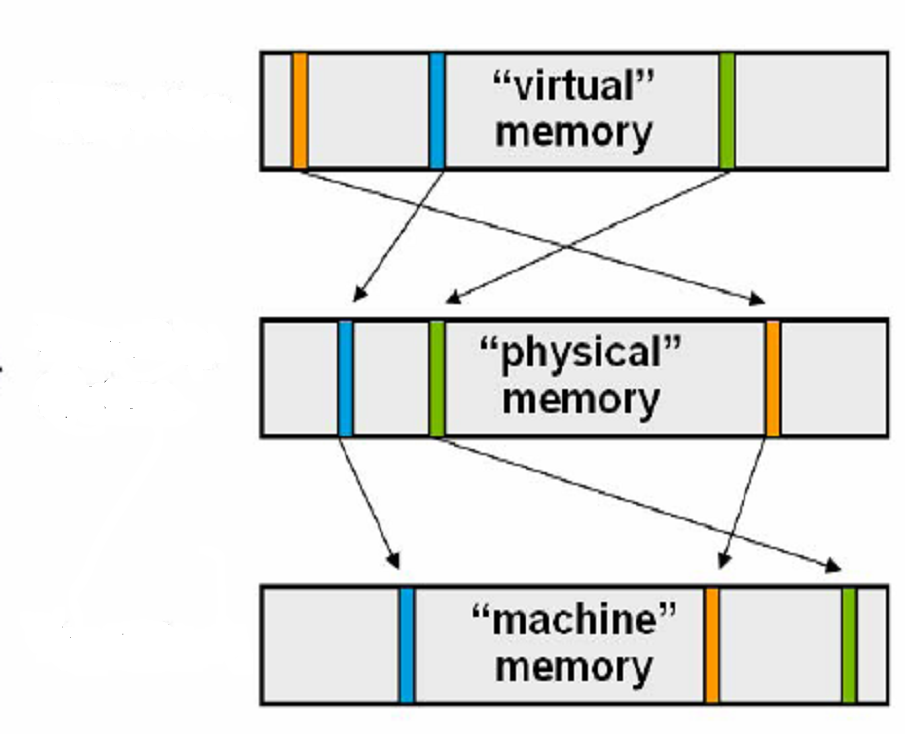 “virtual”
memory
“physical”
memory
“machine”
memory